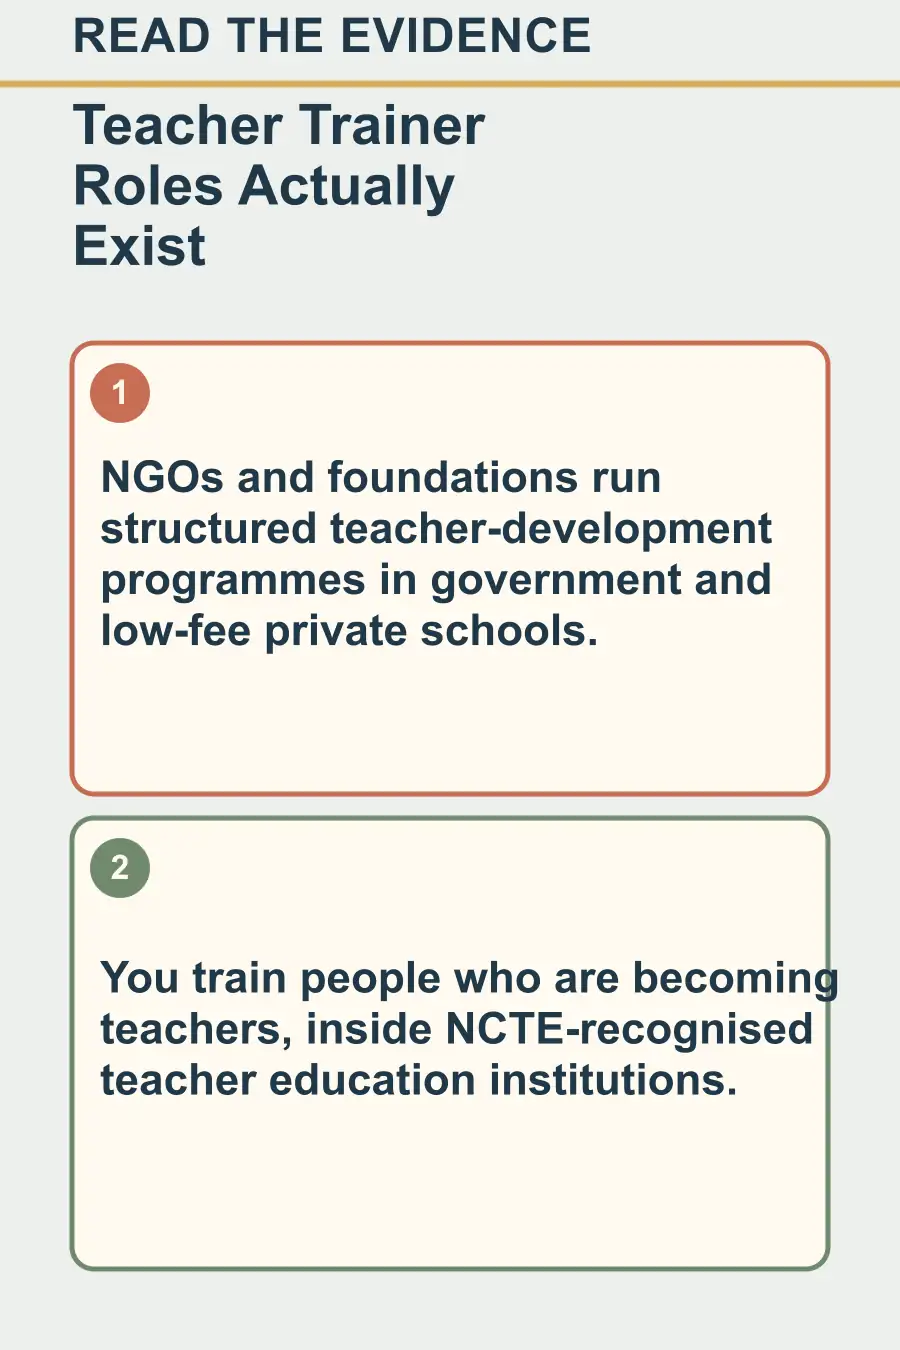 READ THE EVIDENCE
Teacher Trainer
Roles Actually
Exist
1
NGOs and foundations run
structured teacher-development
programmes in government and
low-fee private schools.
2
You train people who are becoming
teachers, inside NCTE-recognised
teacher education institutions.